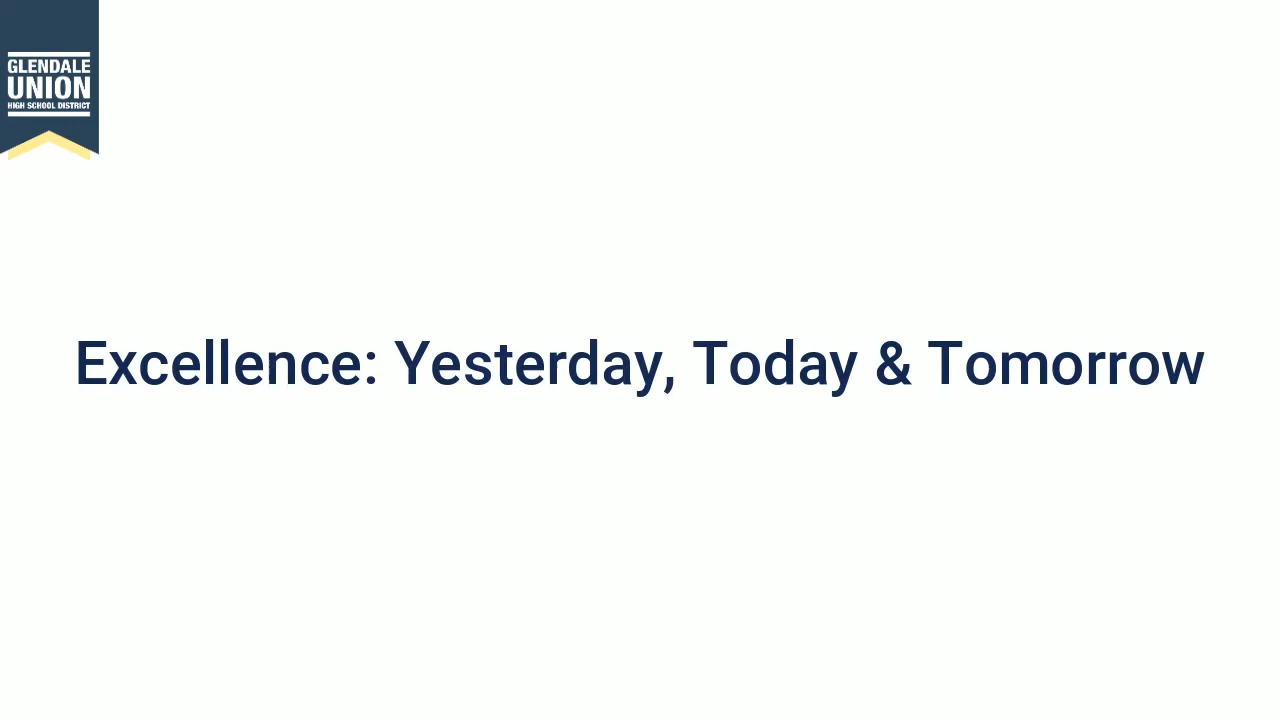 GLENDALE
UNION
HIGH SCHOOL DISTRICT
Excellence: Yesterday, Today & Tomorrow